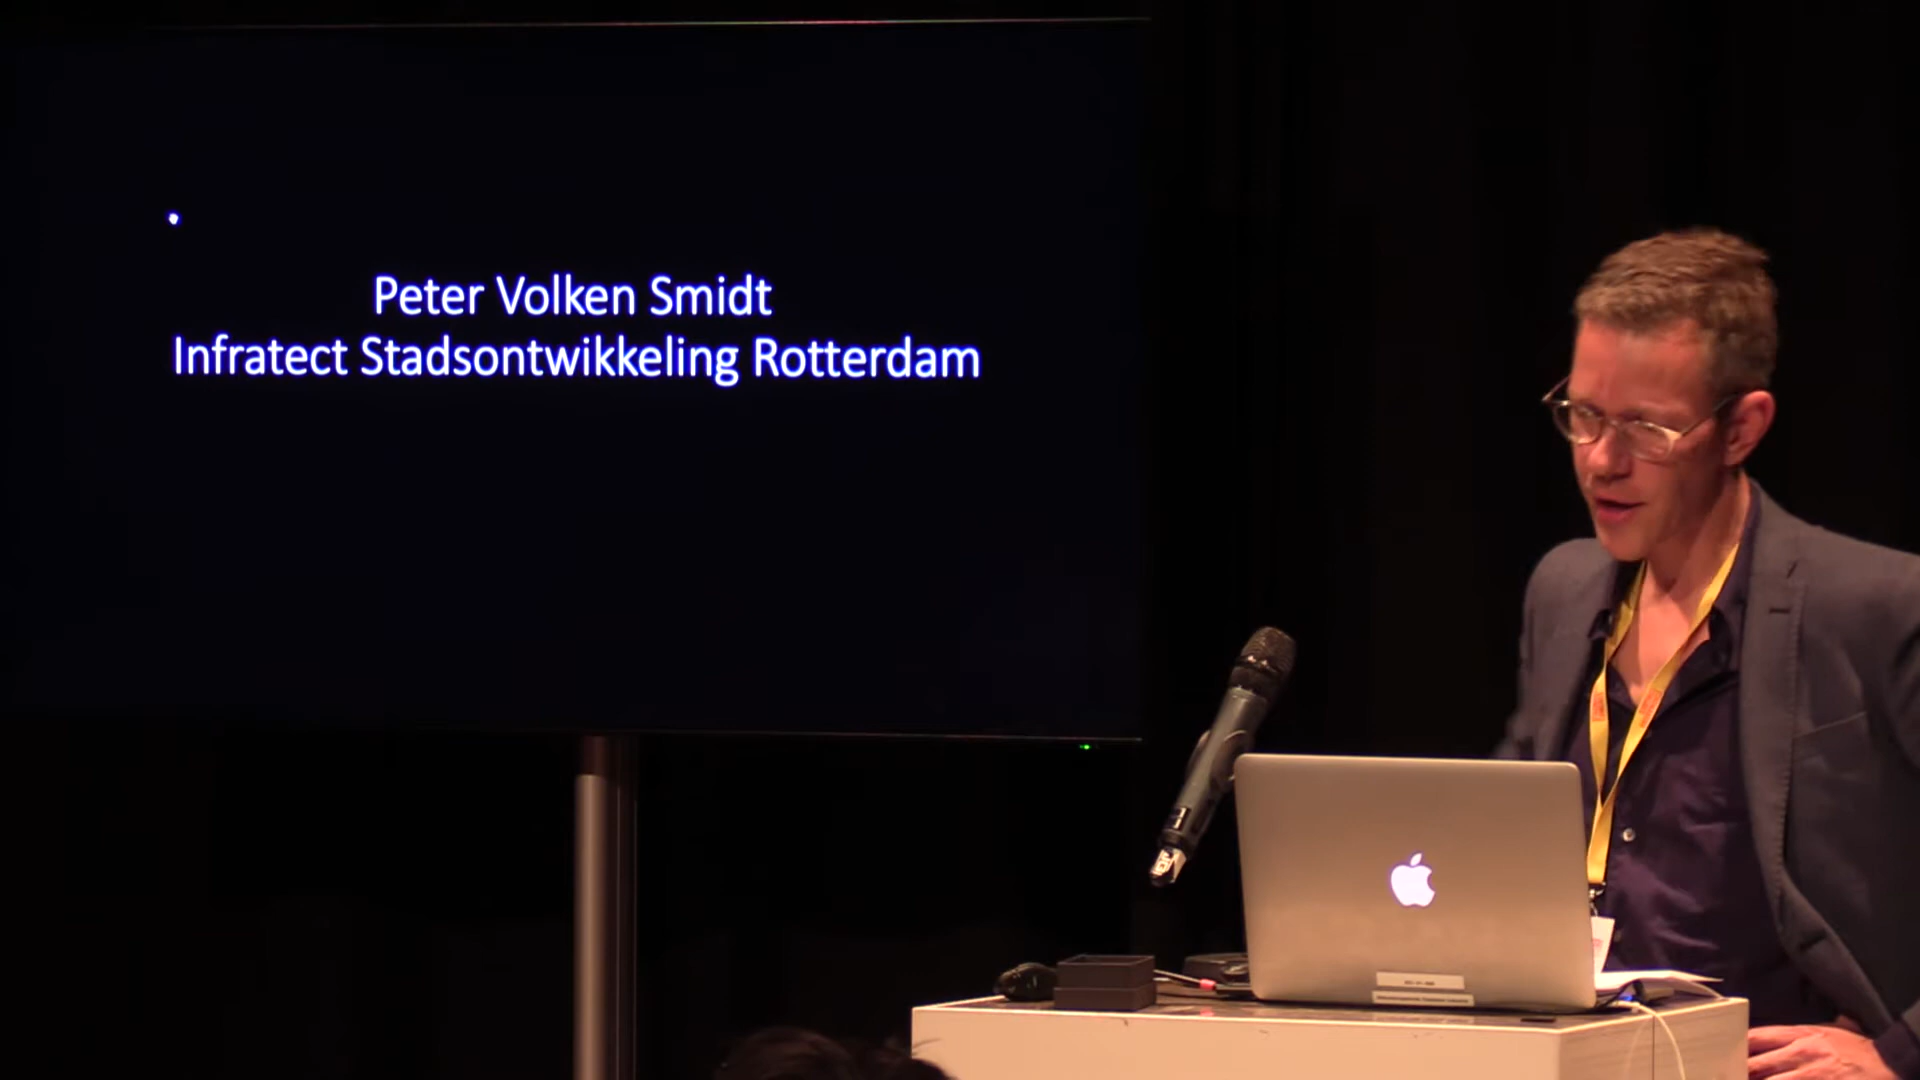 Peter Volken Smidt
Infratect Stadsontwikkeling Rotterdam